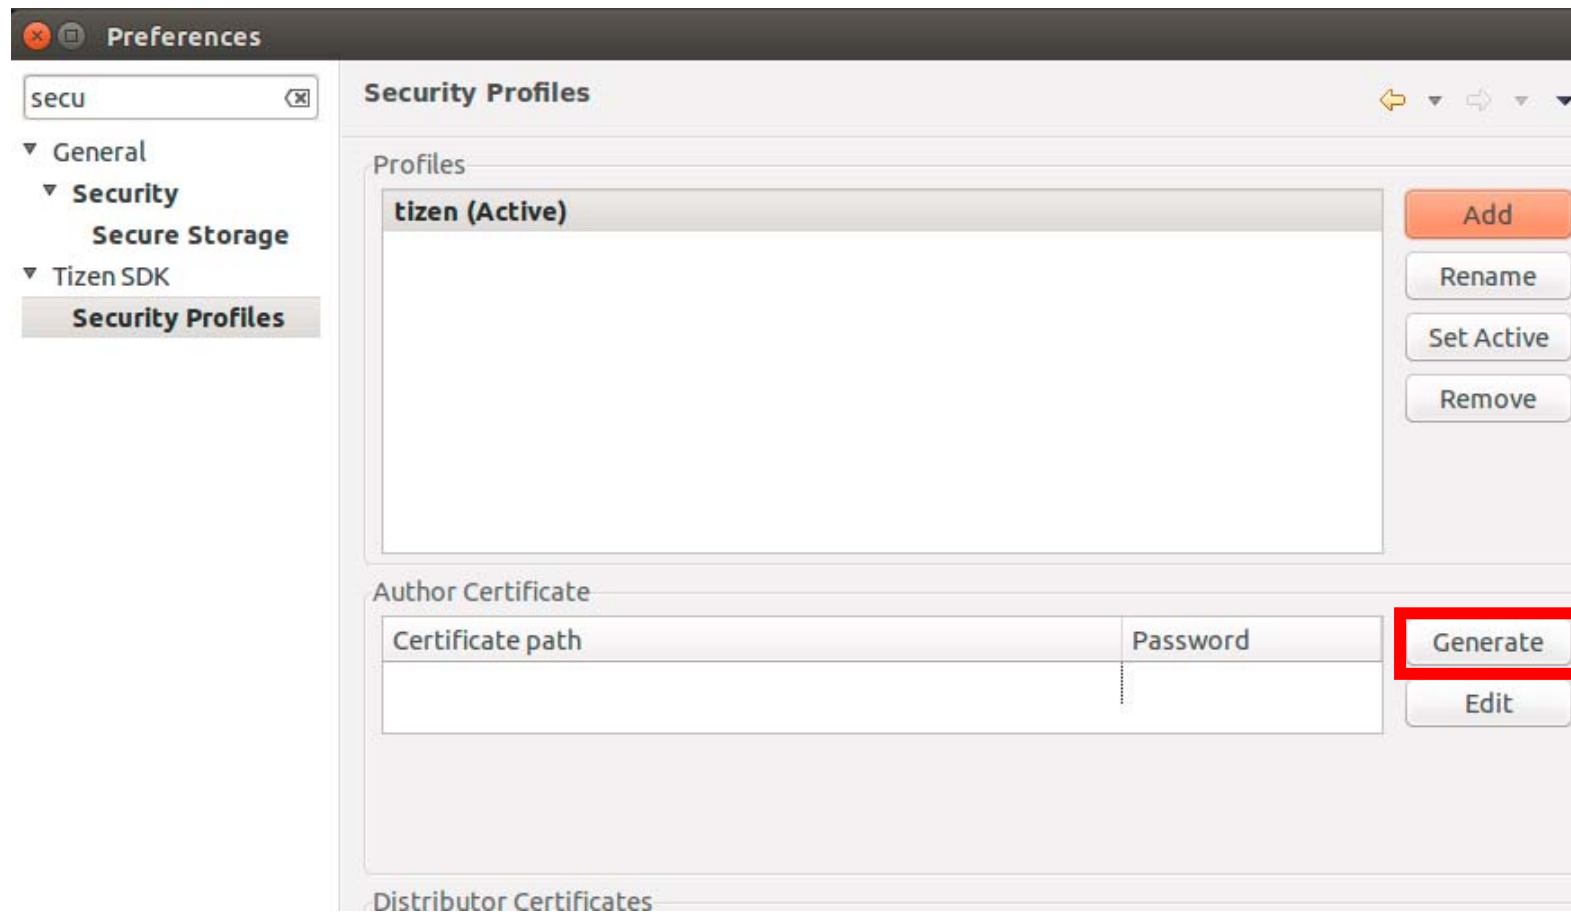 Preferences
secu
General
Security
Secure Storage
Tizen SDK
Security Profiles
Security Profiles
Profiles
tizen (Active)
Add
Rename
Set Active
Remove
Author Certificate
Certificate path Password
Generate
Edit
Distributor Certificates